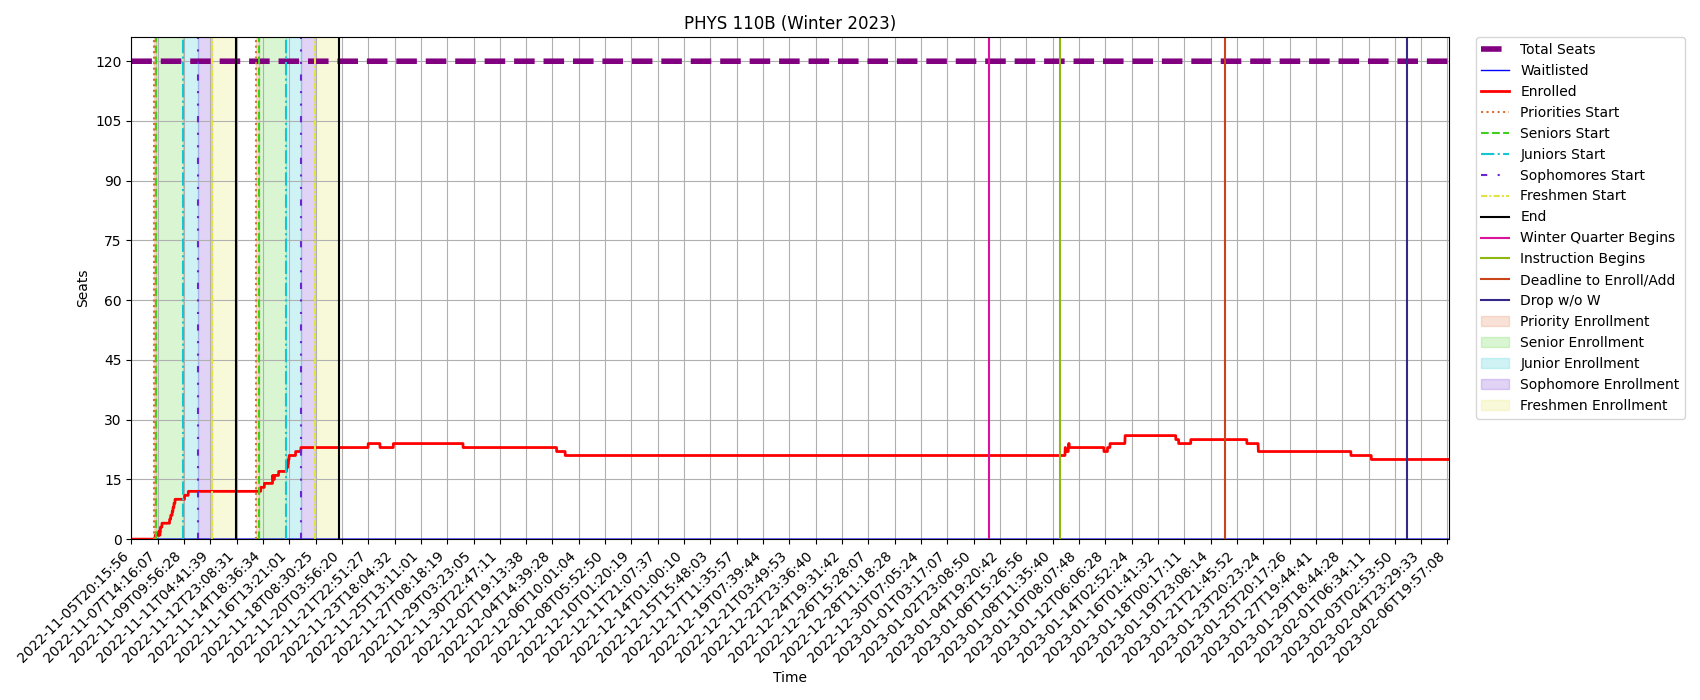 PHYS 110B (Winter 2023)
Seats
120
105
90
75
60
45
30
15
0
2022-11-05T20:15:56
2022-11-07T14:16:07
2022-11-09T09:56:28
2022-11-11T04:41:39
2022-11-12T23:08:31
2022-11-14T18:36:34
2022-11-16T13:21:01
2022-11-18T08:30:25
2022-11-20T03:56:20
2022-11-21T22:51:27
2022-11-23T18:04:32
2022-11-25T13:11:01
2022-11-27T08:18:19
2022-11-29T03:23:05
2022-11-30T22:47:11
2022-12-02T19:13:38
2022-12-04T14:39:28
2022-12-06T10:01:04
2022-12-08T05:52:50
2022-12-10T01:20:19
2022-12-11T21:07:37
2022-12-14T01:00:16
2022-12-15T15:48:03
2022-12-17T11:35:57
2022-12-19T07:39:44
2022-12-21T03:49:53
2022-12-22T23:36:40
2022-12-24T19:31:42
2022-12-26T15:28:07
2022-12-28T11:18:28
2022-12-30T07:05:24
2023-01-01T03:17:07
2023-01-02T23:08:50
2023-01-04T19:20:42
2023-01-06T15:26:56
2023-01-08T11:35:40
2023-01-10T08:07:48
2023-01-12T06:06:28
2023-01-14T02:52:24
2023-01-16T01:41:32
2023-01-18T00:17:11
2023-01-19T23:08:14
2023-01-21T21:45:52
2023-01-23T20:23:24
2023-01-25T20:17:26
2023-01-27T19:44:41
2023-01-29T18:44:28
2023-02-01T06:34:11
2023-02-03T02:53:50
2023-02-04T23:29:33
2023-02-06T19:57:08
Time
Total Seats
Waitlisted
Enrolled
Priorities Start
Seniors Start
Juniors Start
Sophomores Start
Freshmen Start
End
Winter Quarter Begins
Instruction Begins
Deadline to Enroll/Add
Drop w/o W
Priority Enrollment
Senior Enrollment
Junior Enrollment
Sophomore Enrollment
Freshmen Enrollment